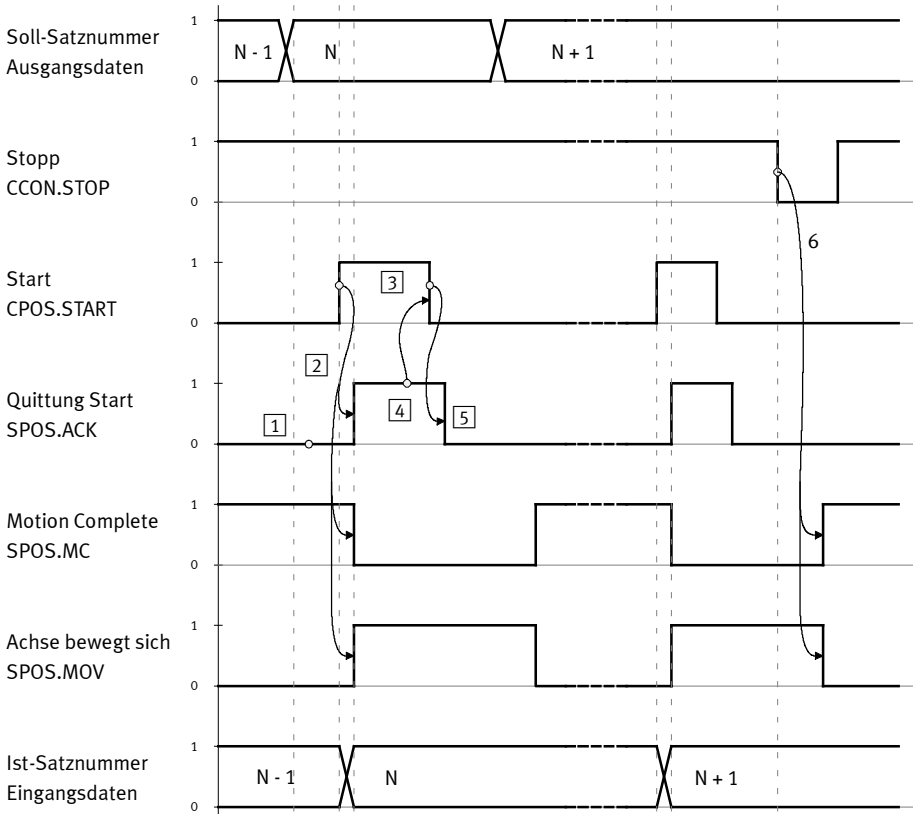 1
Soll-Satznummer
Ausgangsdaten
N - 1 N N + 1
0
1
Stopp
CCON.STOP
0
6
1
Start
CPOS.START
3
0
2
1
Quittung Start
SPOS.ACK
1 4 5
0
1
Motion Complete
SPOS.MC
0
1
Achse bewegt sich
SPOS.MOV
0
1
Ist-Satznummer
Eingangsdaten
N - 1 N N + 1
0